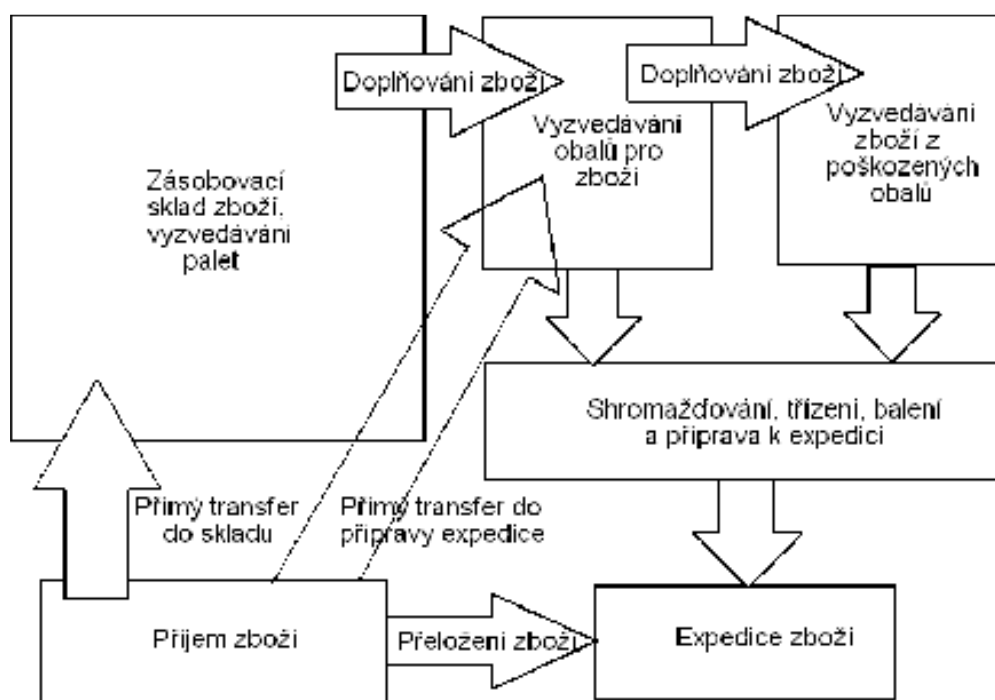 Doplňování zboží
Doplňování zboží
Zásobovací
sklad zboží,
vyzvedávání
palet
Vyzvedávání
obalů pro
zboží
Vyzvedávání
zboží z
poškozených
obalů
Shromažďování, třízení, balení
a příprava k expedici
Přímý transfer
do skladu
Přímý transfer do
přípravy expedice
Příjem zboží
Přeložení zboží
Expedice zboží